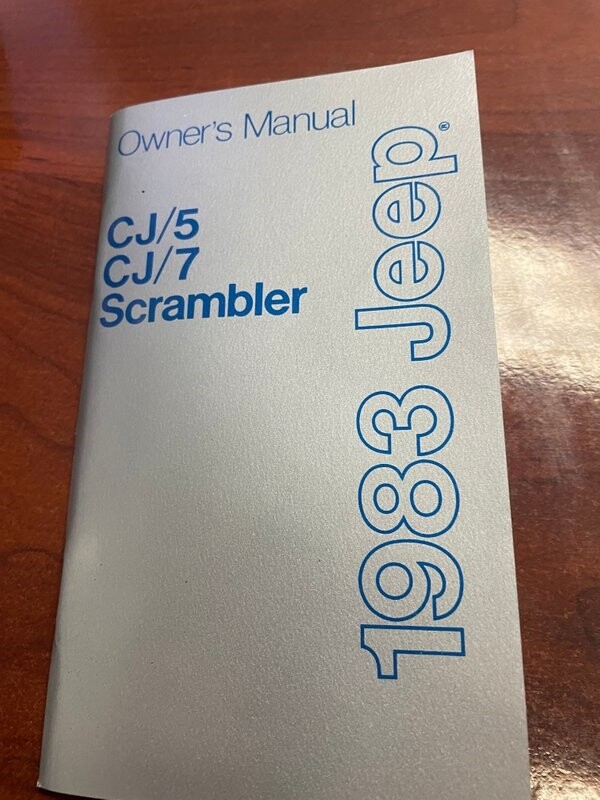 Owner's Manual
CJ/5
CJ/7
Scrambler
1983 Jeep®